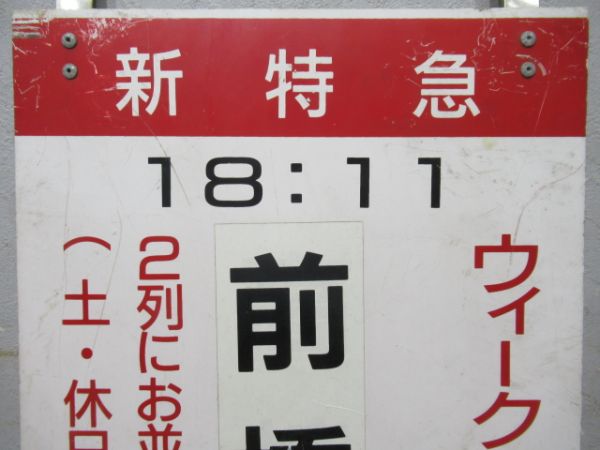 新特急
18:11
ウィーク
前
2列にお並
(土・休日